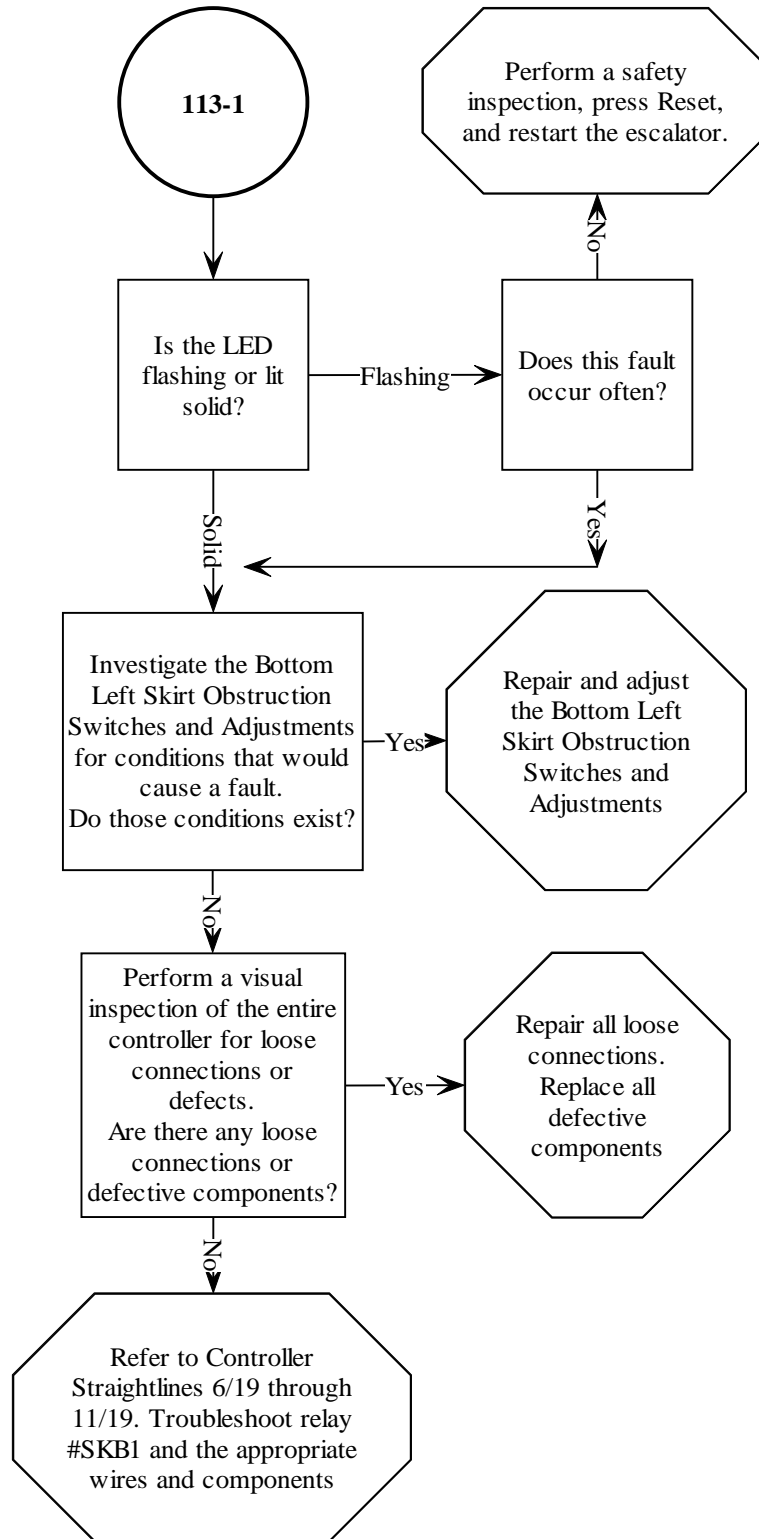 113-1
Perform a safety
inspection, press Reset,
and restart the escalator.
No
Is the LED
flashing or lit
solid?
Flashing
Does this fault
occur often?
Solid
Yes
Investigate the Bottom
Left Skirt Obstruction
Switches and Adjustments
for conditions that would
cause a fault.
Do those conditions exist?
Yes
Repair and adjust
the Bottom Left
Skirt Obstruction
Switches and
Adjustments
No
Perform a visual
inspection of the entire
controller for loose
connections or
defects.
Are there any loose
connections or
defective components?
Yes
Repair all loose
connections.
Replace all
defective
components
No
Refer to Controller
Straightlines 6/19 through
11/19. Troubleshoot relay
#SKB1 and the appropriate
wires and components